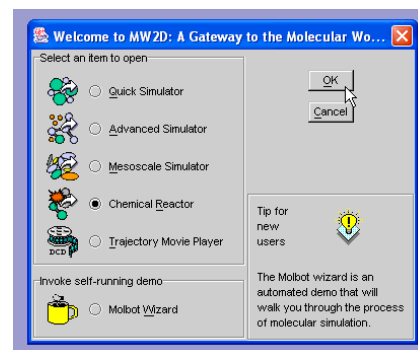 Welcome to MW2D: A Gateway to the Molecular Wo...
Select an item to open
Quick Simulator
Advanced Simulator
Mesoscale Simulator
Chemical Reactor
DCD
Trajectory Movie Player
Invoke self-running demo
Molbot Wizard
OK
Cancel
Tip for
new
users
The Molbot wizard is an
automated demo that will
walk you through the process
of molecular simulation.